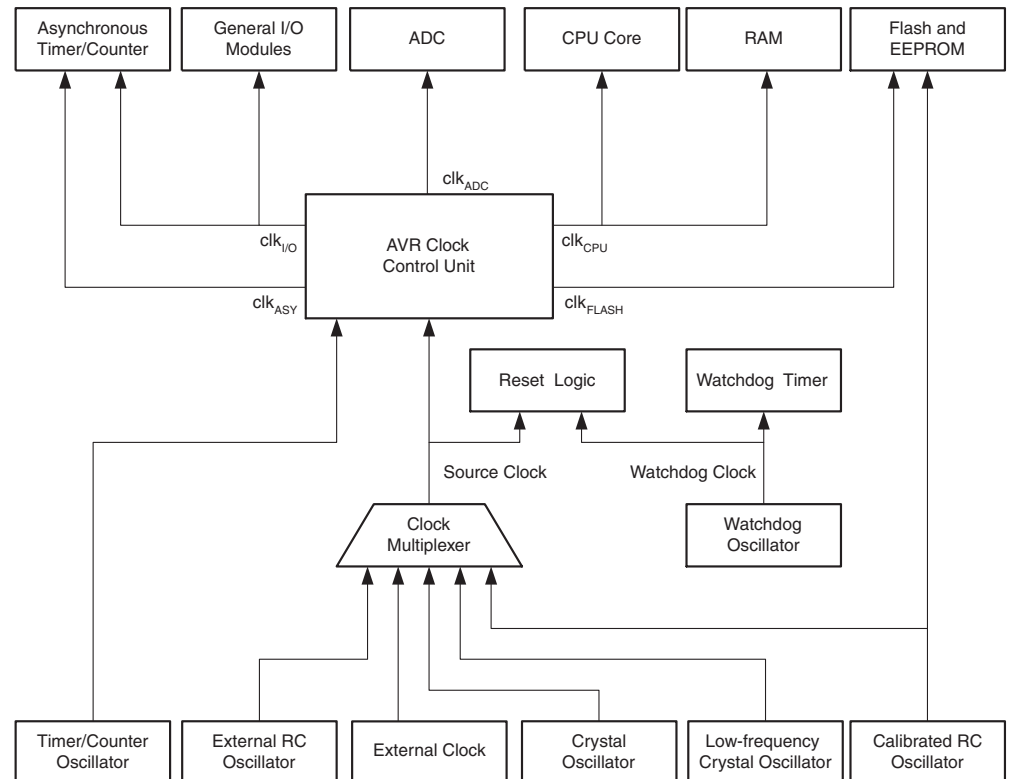 Asynchronous
Timer/Counter
General I/O
Modules
ADC
CPU Core
RAM
Flash and
EEPROM
clkADC
clkI/O
AVR Clock
Control Unit
clkCPU
clkASY
clkFLASH
Reset Logic
Watchdog Timer
Source Clock
Watchdog Clock
Clock
Multiplexer
Watchdog
Oscillator
Timer/Counter
Oscillator
External RC
Oscillator
External Clock
Crystal
Oscillator
Low-frequency
Crystal Oscillator
Calibrated RC
Oscillator